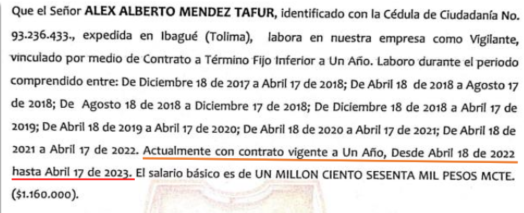 Que el Señor ALEX ALBERTO MENDEZ TAFUR, identificado con la Cédula de Ciudadanía No.
93.236.433., expedida en Ibagué (Tolima), labora en nuestra empresa como Vigilante,
vinculado por medio de Contrato a Término Fijo Inferior a Un Año. Laboro durante el periodo
comprendido entre: De Diciembre 18 de 2017 a Abril 17 de 2018; De Abril 18 de 2018 a Agosto 17
de 2018; De Agosto 18 de 2018 a Diciembre 17 de 2018; De Diciembre 18 de 2018 a Abril 17 de
2019; De Abril 18 de 2019 a Abril 17 de 2020; De Abril 18 de 2020 a Abril 17 de 2021; De Abril 18 de
2021 a Abril 17 de 2022. Actualmente con contrato vigente a Un Año, Desde Abril 18 de 2022
hasta Abril 17 de 2023. El salario básico es de UN MILLON CIENTO SESENTA MIL PESOS MCTE.
($1.160.000).